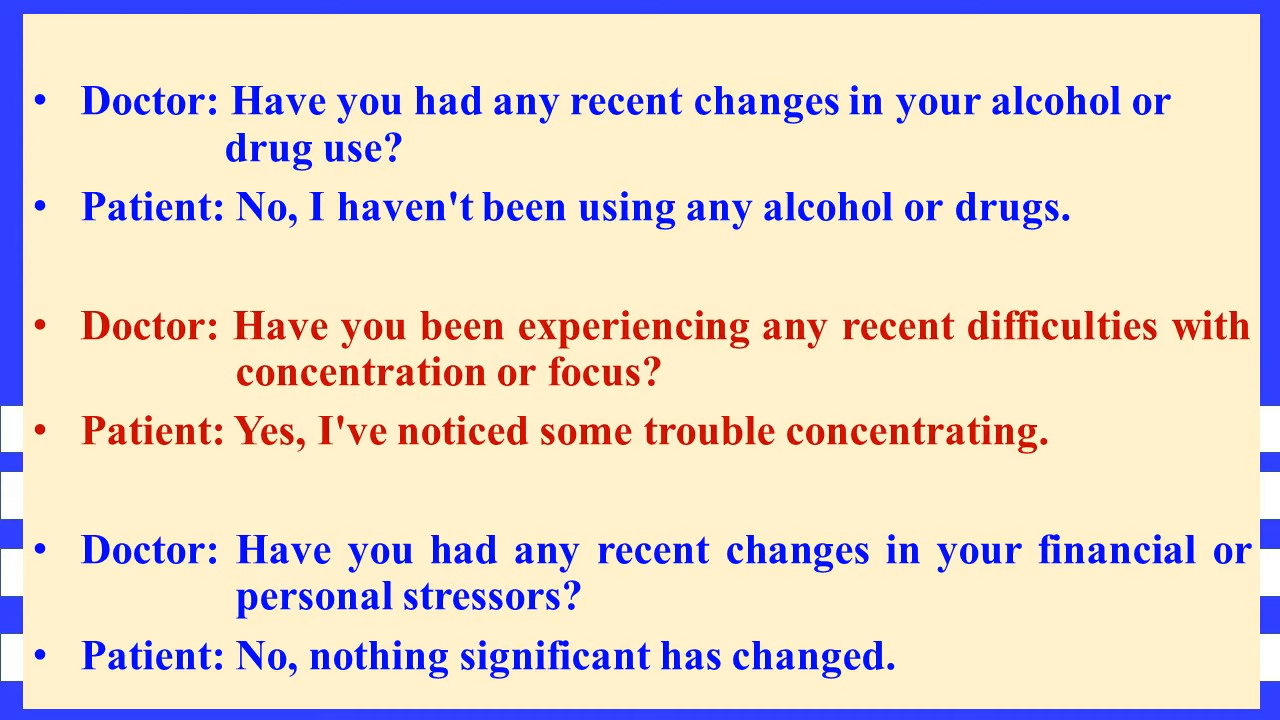 • Doctor: Have you had any recent changes in your alcohol or
drug use?
• Patient: No, I haven't been using any alcohol or drugs.
• Doctor: Have you been experiencing any recent difficulties with
concentration or focus?
• Patient: Yes, I've noticed some trouble concentrating.
• Doctor: Have you had any recent changes in your financial or
personal stressors?
• Patient: No, nothing significant has changed.